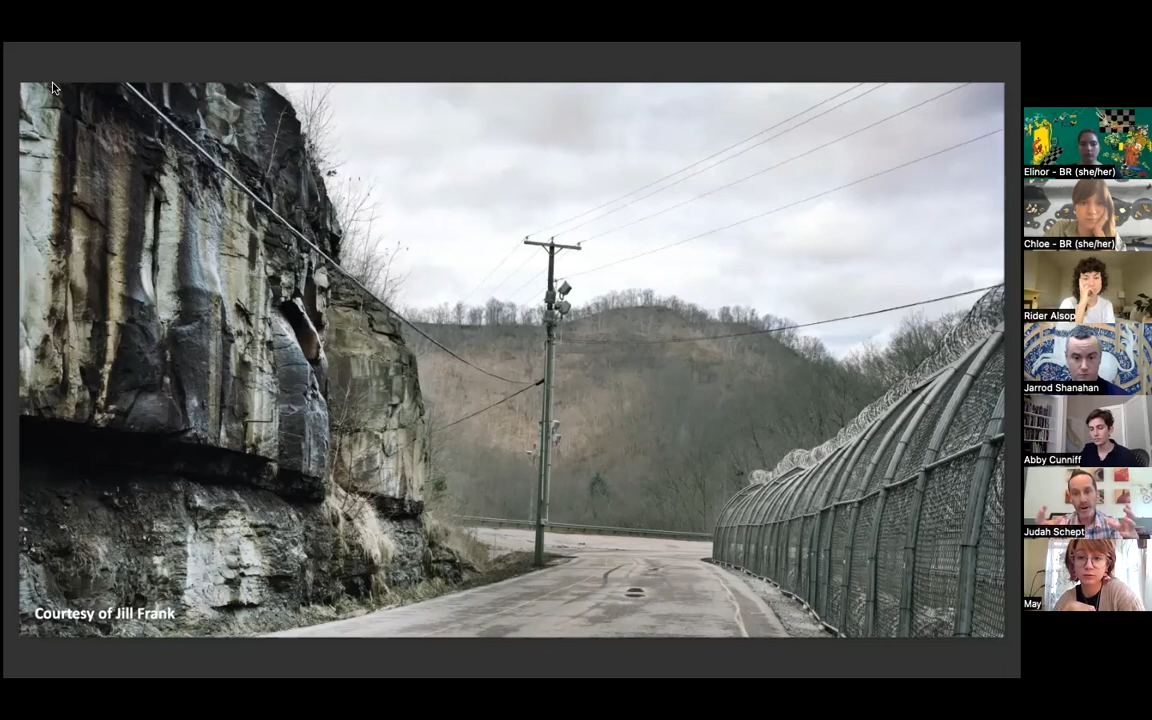 Courtesy of Jill Frank
Elinor - BR (she/her)
Chloe - BR (she/her)
Rider Alsop
Jarrod Shanahan
Abby Cunniff
Judah Schept
May